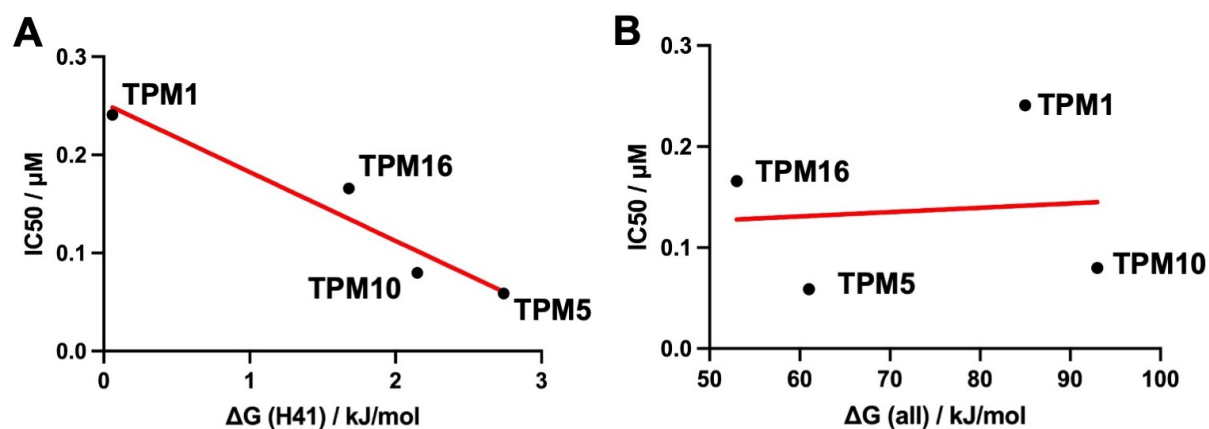 A
0.3
0.2
0.1
0.0
IC50 / μM
TPM1
TPM16
TPM10
TPM5
0
1
2
3
ΔG (H41) / kJ/mol
B
0.3
0.2
0.1
0.0
IC50 / μM
TPM1
TPM16
TPM10
TPM5
50
60
70
80
90
100
ΔG (all) / kJ/mol